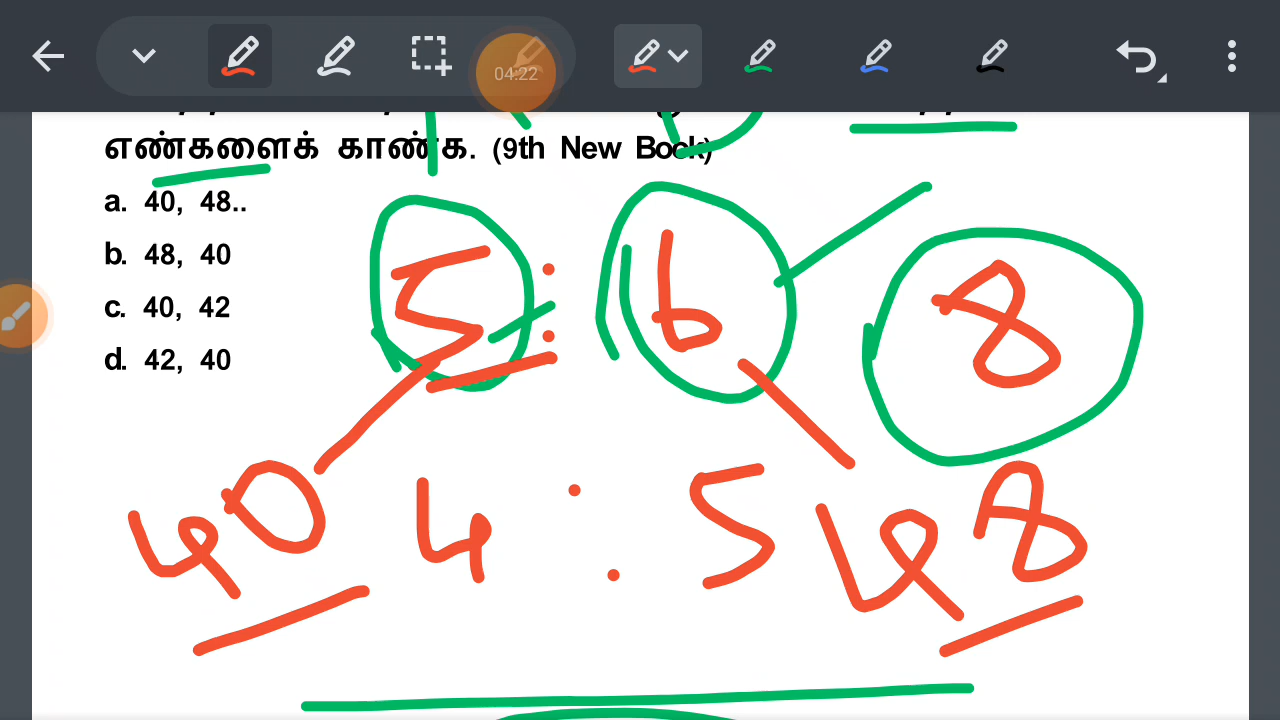 04:22
எண்களைக் காண்க. (9th New Book)
a. 40, 48..
b. 48, 40
c. 40, 42
d. 42, 40
5 : 6 8
40 4 : 5 48